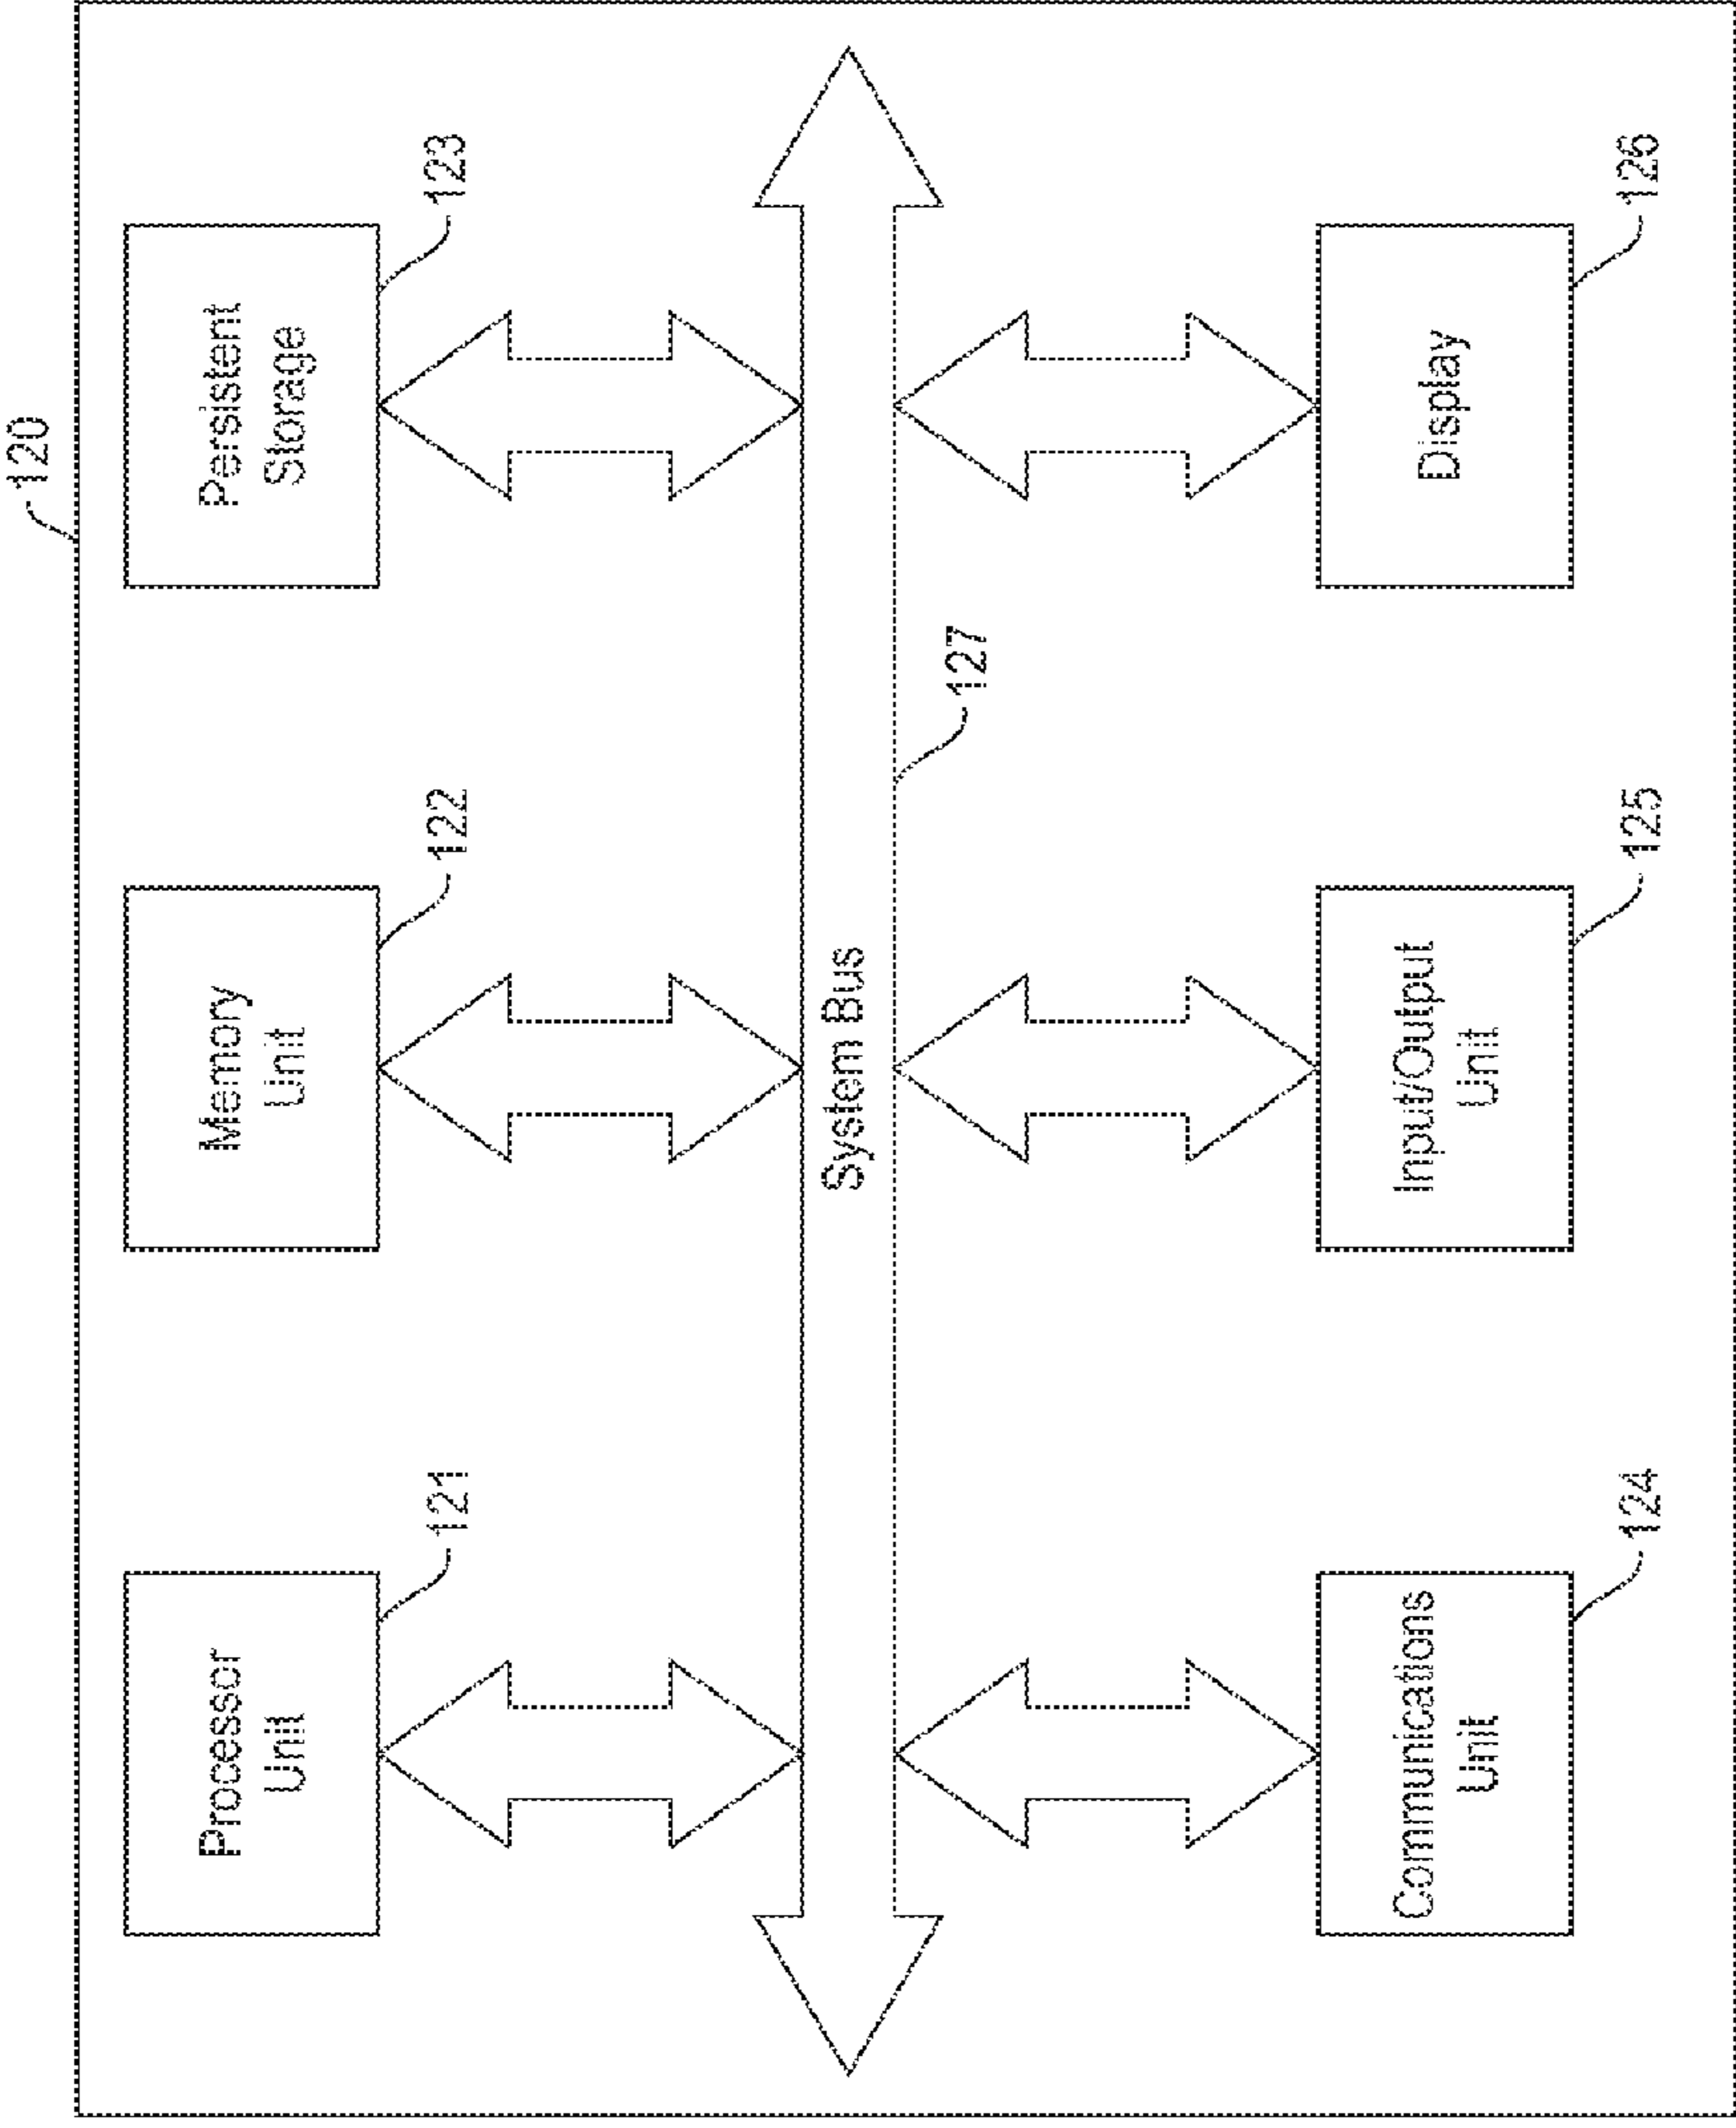 120
Processor
Unit
121
Memory
Unit
122
Persistent
Storage
123
System Bus
127
Communications
Unit
124
Input/Output
Unit
125
Display
126